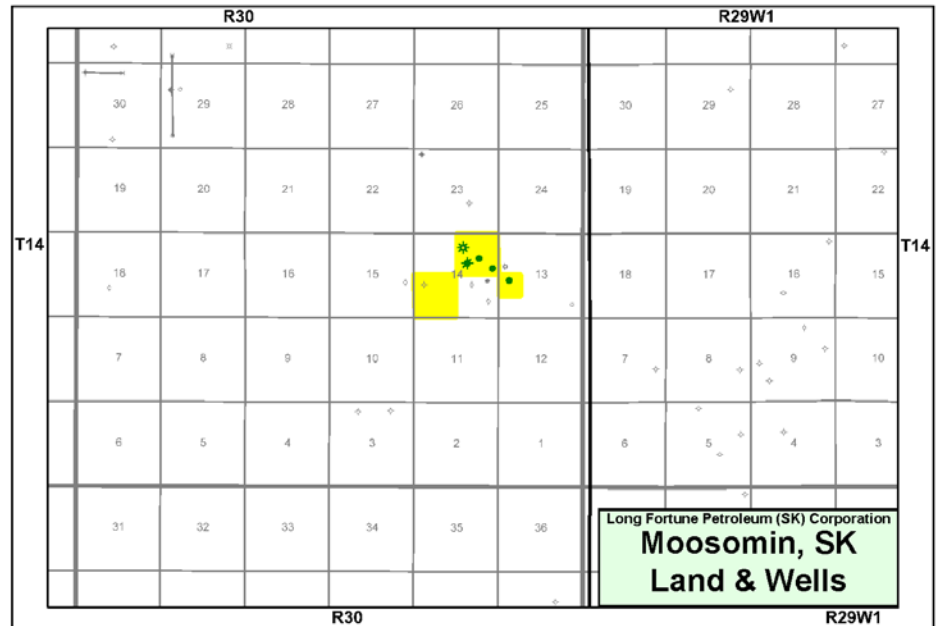 R30 R29W1
30 29 28 27 26 25 30 29 28 27
19 20 21 22 23 24 19 20 21 22
T14 T14
18 17 16 15 14 13 18 17 16 15
7 8 9 10 11 12 7 8 9 10
6 5 4 3 2 1 6 5 4 3
31 32 33 34 35 36
Long Fortune Petroleum (SK) Corporation
Moosomin, SK
Land & Wells
R30 R29W1